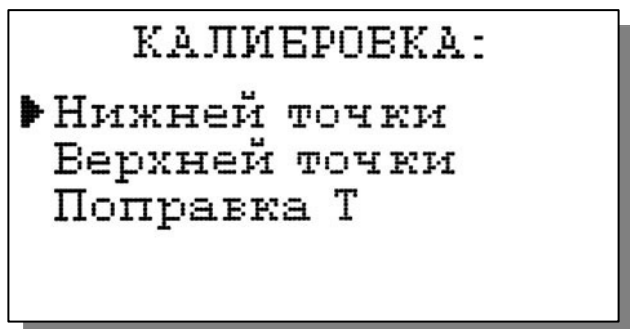 КАЛИБРОВКА:
Нижней точки
Верхней точки
Поправка Т